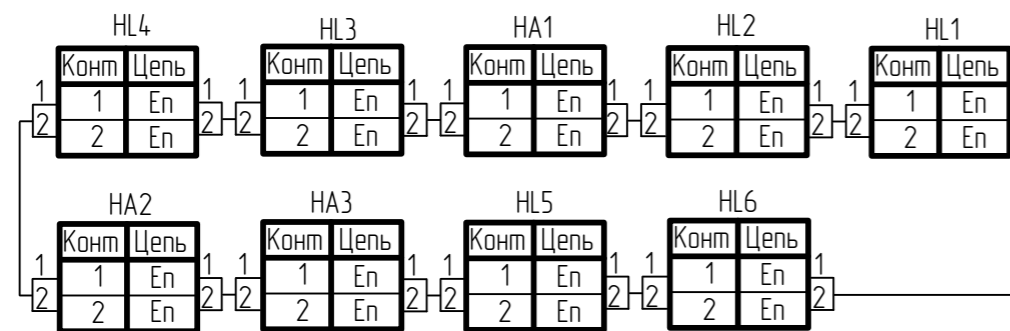 HL4 HL3 HA1 HL2 HL1
Конт Цепь Конт Цепь Конт Цепь Конт Цепь Конт Цепь
1 1 Еп 1 1 1 Еп 1 1 1 Еп 1 1 1 Еп 1 1 1 Еп
2 2 Еп 2 2 2 Еп 2 2 2 Еп 2 2 2 Еп 2 2 2 Еп
HA2 HA3 HL5 HL6
Конт Цепь Конт Цепь Конт Цепь Конт Цепь
1 1 Еп 1 1 1 Еп 1 1 1 Еп 1 1 1 Еп 1
2 2 Еп 2 2 2 Еп 2 2 2 Еп 2 2 2 Еп 2